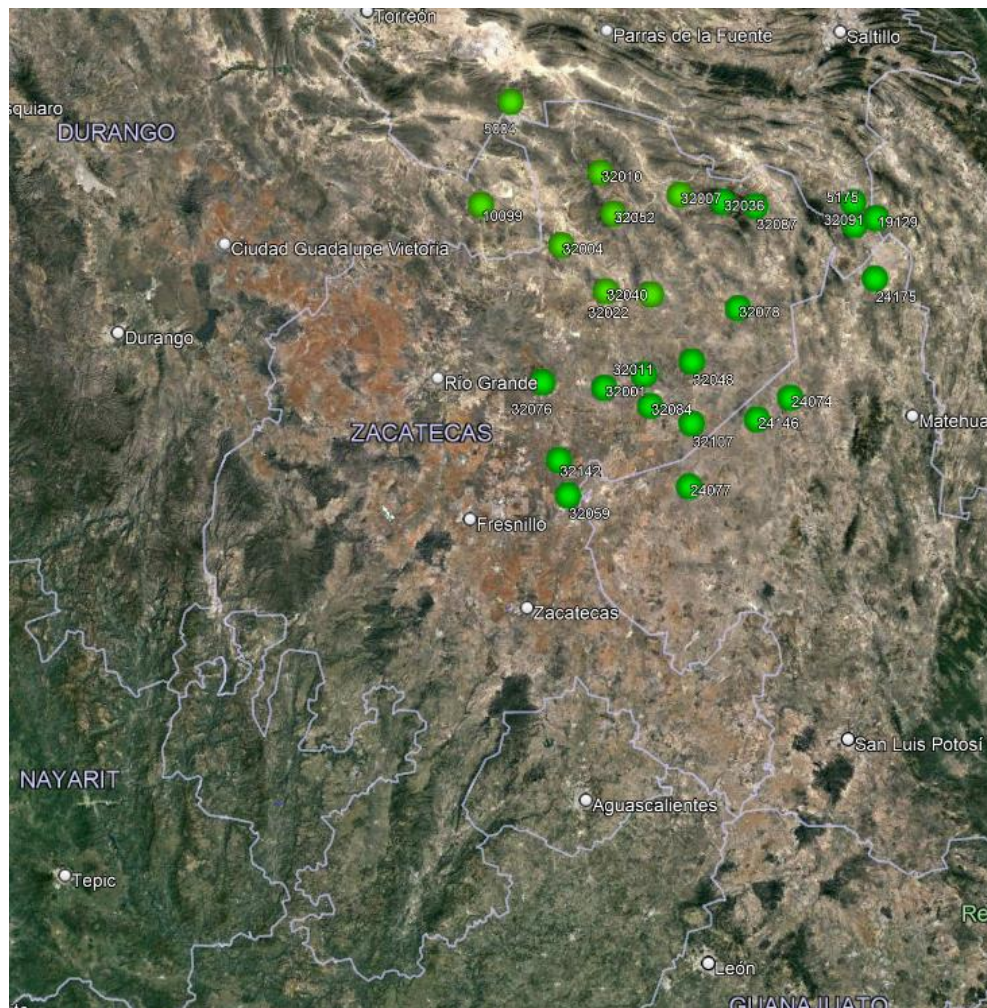 Torreón
Parras de la Fuente
Saltillo
squiaro
DURANGO
32010
5175
10099
32007
32036
32052
32087
32091
19129
Ciudad Guadalupe Victoria
32004
24175
32040
32022
32078
Durango
32011
32048
Río Grande
32001
32076
24074
32084
Matehua
24146
ZACATECAS
32107
32142
24077
32059
Fresnillo
Zacatecas
San Luis Potosí
NAYARIT
Aguascalientes
Tepic
Re
León
GUANAJUATO